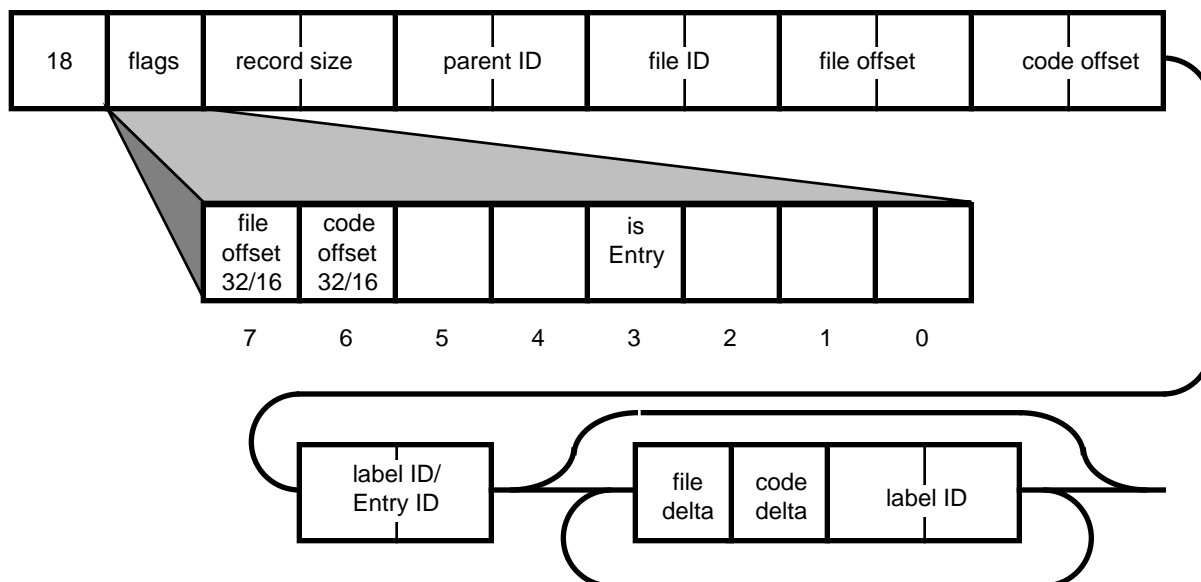 18 flags record size parent ID file ID file offset code offset
file code is
offset offset Entry
32/16 32/16
7 6 5 4 3 2 1 0
label ID/ file code label ID
Entry ID delta delta